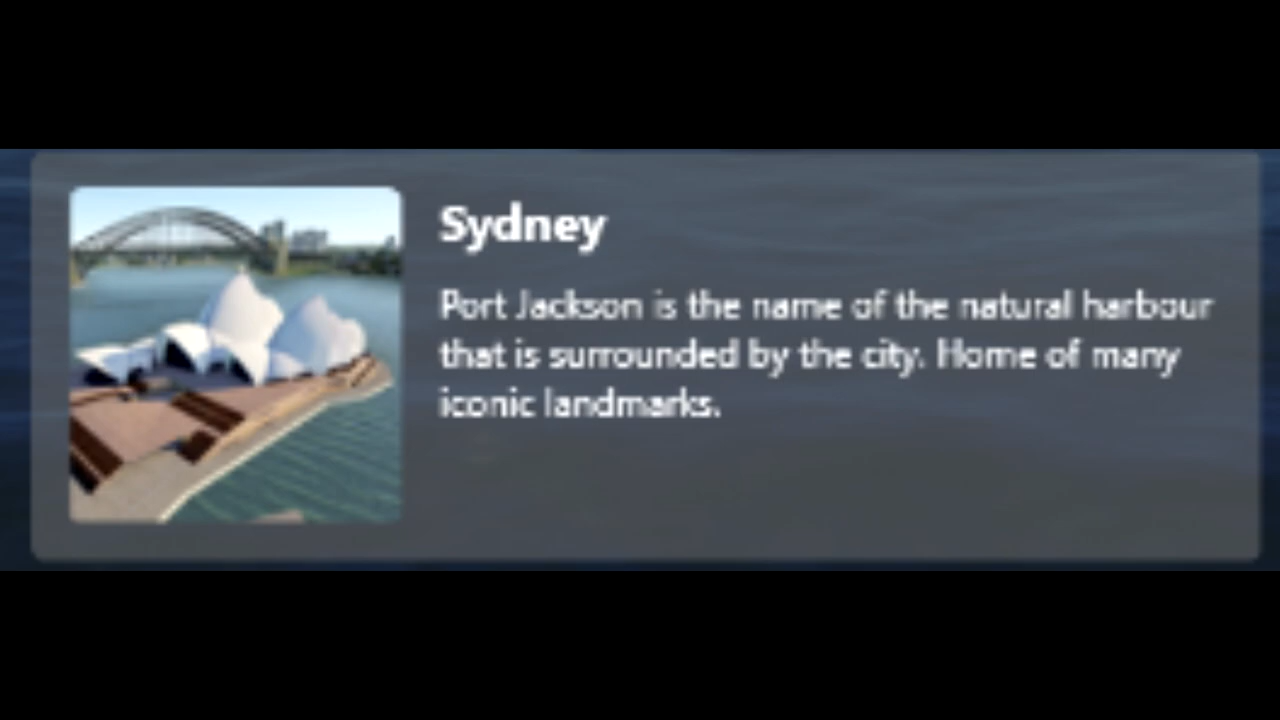 Sydney
Port Jackson is the name of the natural harbour
that is surrounded by the city. Home of many
iconic landmarks.